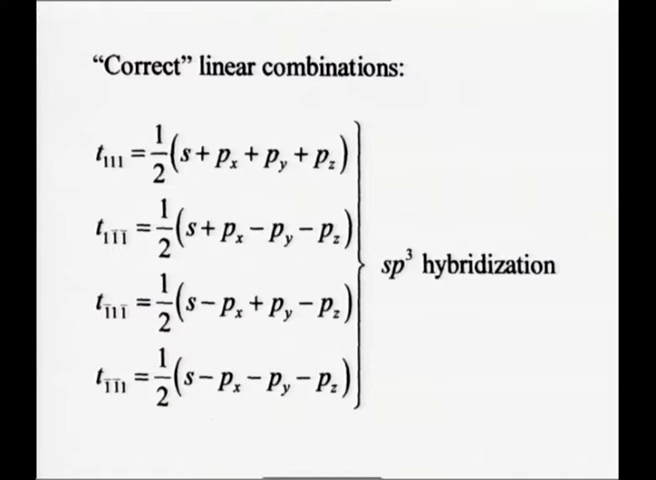 “Correct” linear combinations:
t₁₁₁ = 1/2 (s + pₓ + p_y + p_z)
t₁1̄1̄ = 1/2 (s + pₓ − p_y − p_z)
t1̄₁1̄ = 1/2 (s − pₓ + p_y − p_z)
t1̄1̄₁ = 1/2 (s − pₓ − p_y − p_z)
sp³ hybridization